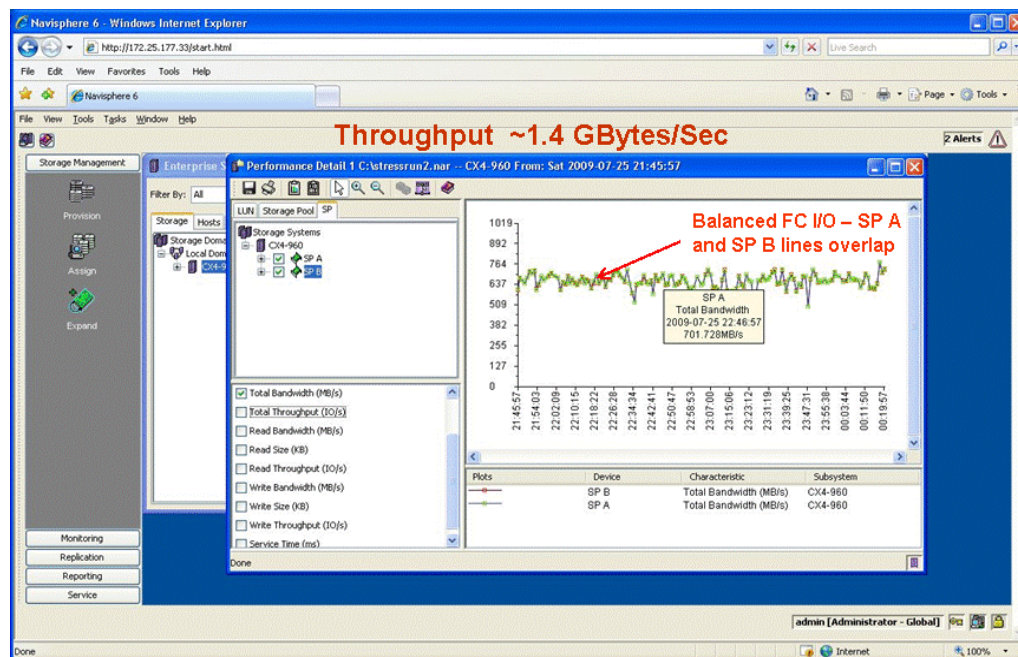 Navisphere 6 - Windows Internet Explorer
http://172.25.177.33/start.html
Live Search
File Edit View Favorites Tools Help
Navisphere 6
Page Tools
File View Tools Tasks Window Help
Throughput ~1.4 GBytes/Sec
2 Alerts
Storage Management
Provision
Assign
Expand
Monitoring
Replication
Reporting
Service
Enterprise S
Filter By: All
Storage Hosts
Storage Doma
Local Dom
CX4-9
Performance Detail 1 C:\stressrun2.nar -- CX4-960 From: Sat 2009-07-25 21:45:57
LUN Storage Pool SP
Storage Systems
CX4-960
SP A
SP B
Total Bandwidth (MB/s)
Total Throughput (IO/s)
Read Bandwidth (MB/s)
Read Size (KB)
Read Throughput (IO/s)
Write Bandwidth (MB/s)
Write Size (KB)
Write Throughput (IO/s)
Service Time (ms)
Balanced FC I/O – SP A
and SP B lines overlap
1019
892
764
637
509
382
255
127
0
SP A
Total Bandwidth
2009-07-25 22:46:57
701.728MB/s
21:45:57
21:54:03
22:02:09
22:10:15
22:18:22
22:26:28
22:34:34
22:42:41
22:50:47
22:58:53
23:07:00
23:15:06
23:23:12
23:31:19
23:39:25
23:47:31
23:55:38
00:03:44
00:11:50
00:19:57
Plots Device Characteristic Subsystem
SP B Total Bandwidth (MB/s) CX4-960
SP A Total Bandwidth (MB/s) CX4-960
Done
admin [Administrator - Global]
Done
Internet
100%